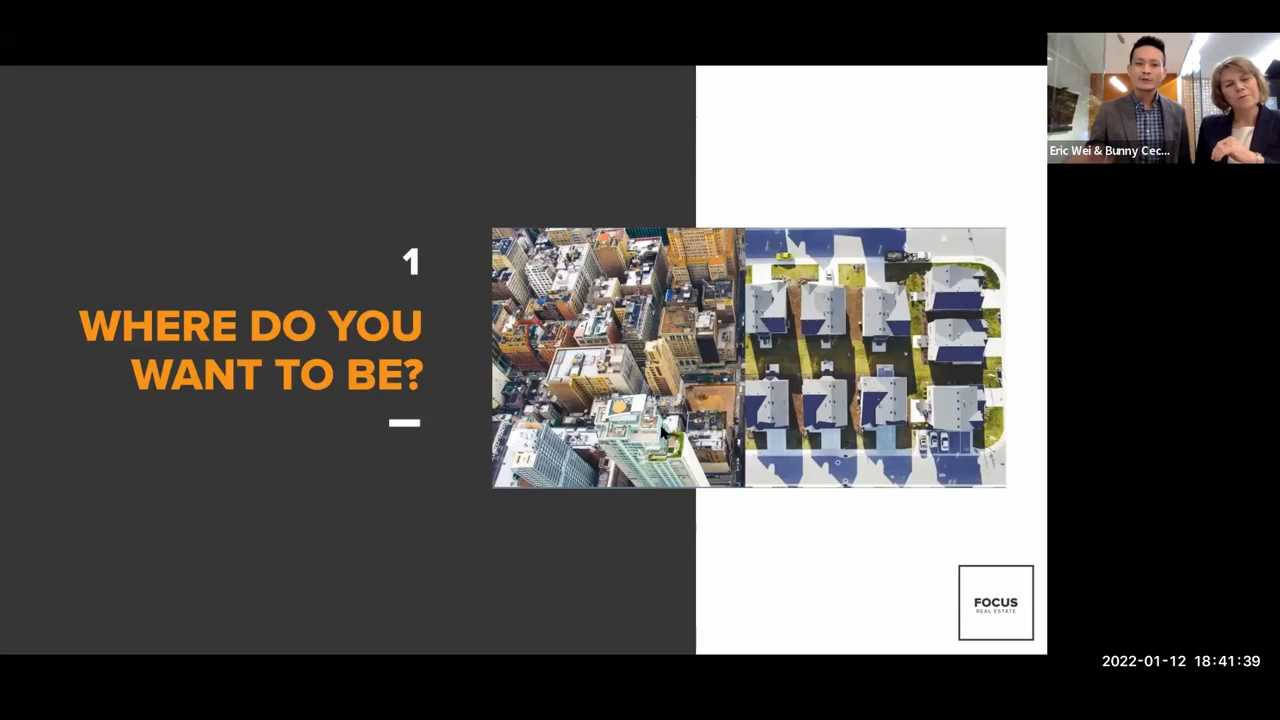 Eric Wei & Bunny Cec...
1
WHERE DO YOU
WANT TO BE?
FOCUS
REAL ESTATE
2022-01-12 18:41:39